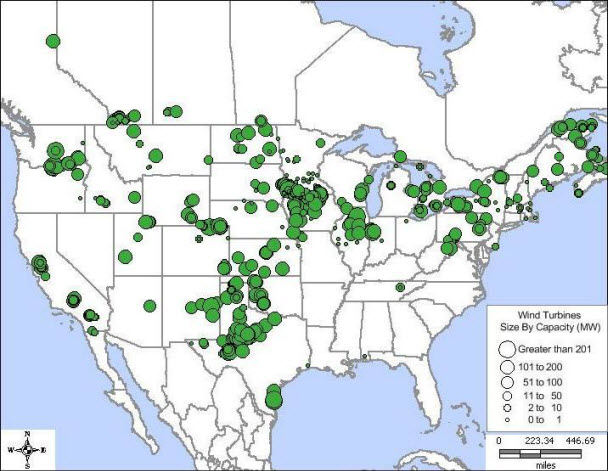 Wind Turbines
Size By Capacity (MW)
Greater than 201
101 to 200
51 to 100
11 to 50
2 to 10
0 to 1
N
W E
S
0 223.34 446.69
miles